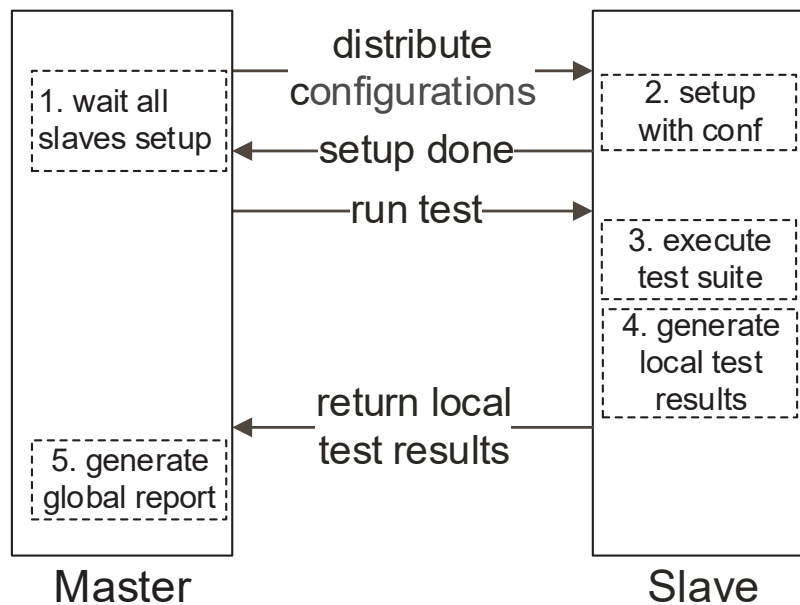 distribute
configurations
1. wait all
slaves setup
2. setup
with conf
setup done
run test
3. execute
test suite
4. generate
local test
results
return local
test results
5. generate
global report
Master
Slave